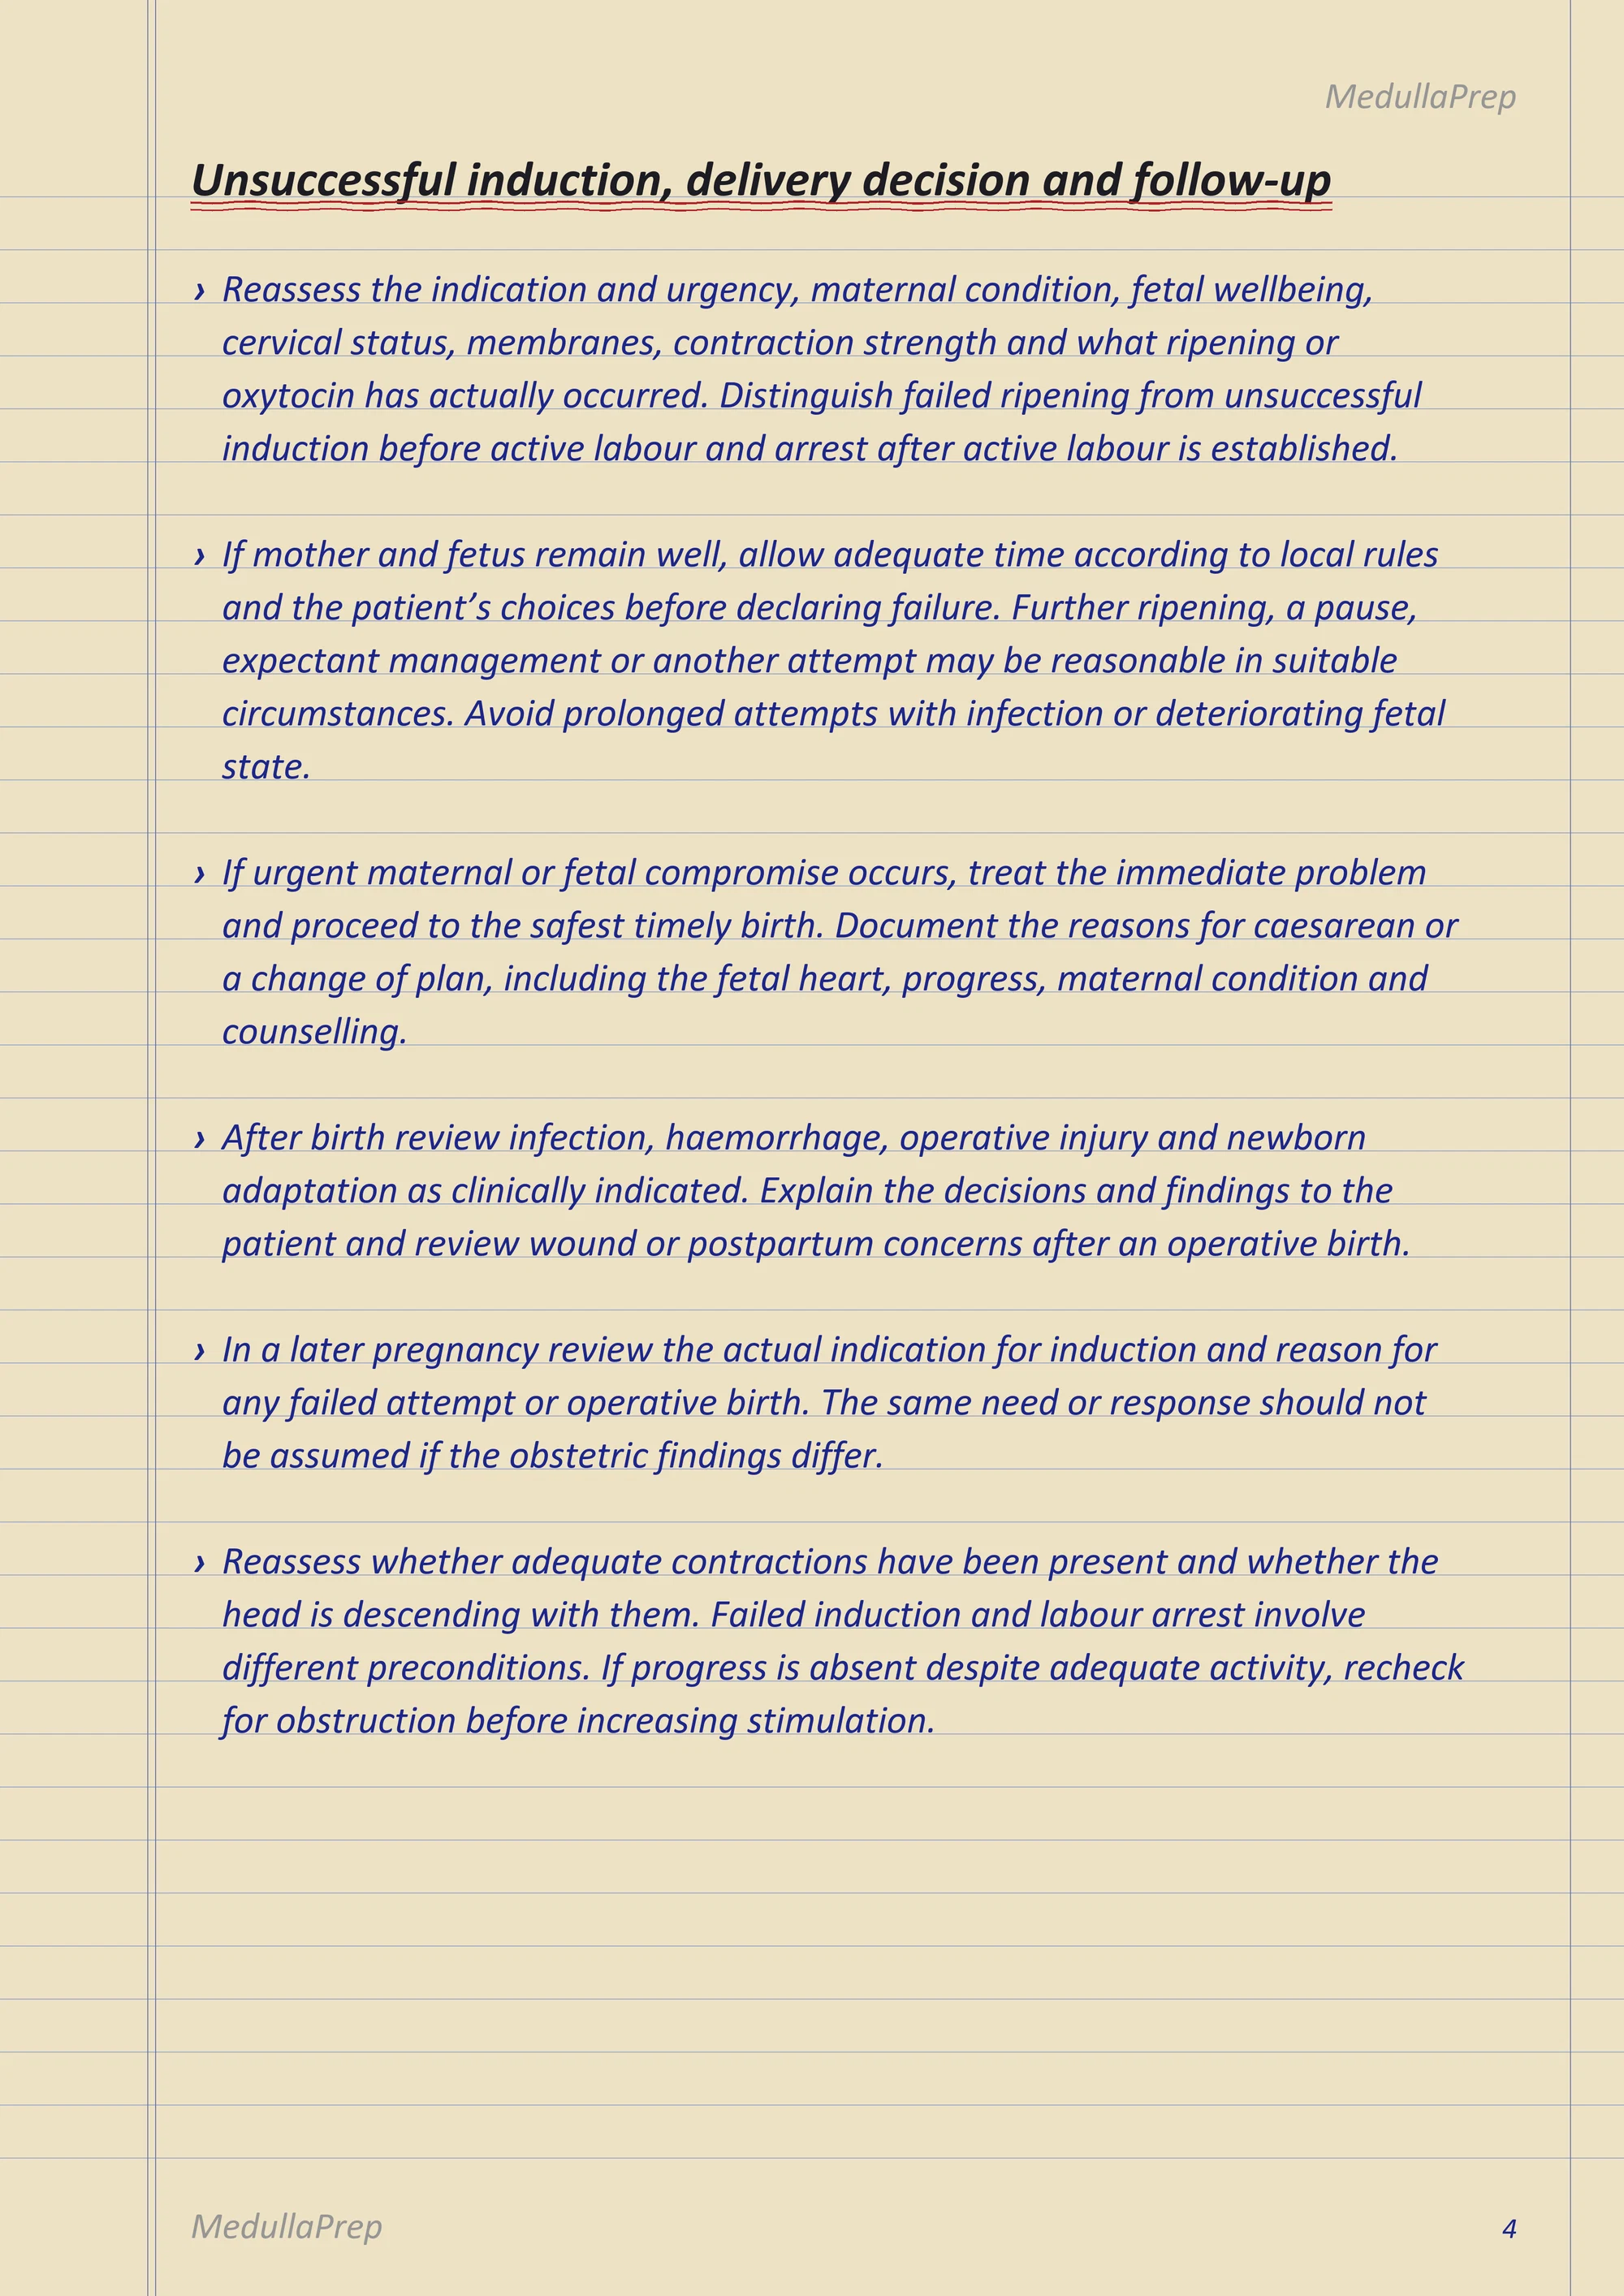 MedullaPrep
Unsuccessful induction, delivery decision and follow-up
› Reassess the indication and urgency, maternal condition, fetal wellbeing,
cervical status, membranes, contraction strength and what ripening or
oxytocin has actually occurred. Distinguish failed ripening from unsuccessful
induction before active labour and arrest after active labour is established.
› If mother and fetus remain well, allow adequate time according to local rules
and the patient’s choices before declaring failure. Further ripening, a pause,
expectant management or another attempt may be reasonable in suitable
circumstances. Avoid prolonged attempts with infection or deteriorating fetal
state.
› If urgent maternal or fetal compromise occurs, treat the immediate problem
and proceed to the safest timely birth. Document the reasons for caesarean or
a change of plan, including the fetal heart, progress, maternal condition and
counselling.
› After birth review infection, haemorrhage, operative injury and newborn
adaptation as clinically indicated. Explain the decisions and findings to the
patient and review wound or postpartum concerns after an operative birth.
› In a later pregnancy review the actual indication for induction and reason for
any failed attempt or operative birth. The same need or response should not
be assumed if the obstetric findings differ.
› Reassess whether adequate contractions have been present and whether the
head is descending with them. Failed induction and labour arrest involve
different preconditions. If progress is absent despite adequate activity, recheck
for obstruction before increasing stimulation.
MedullaPrep
4